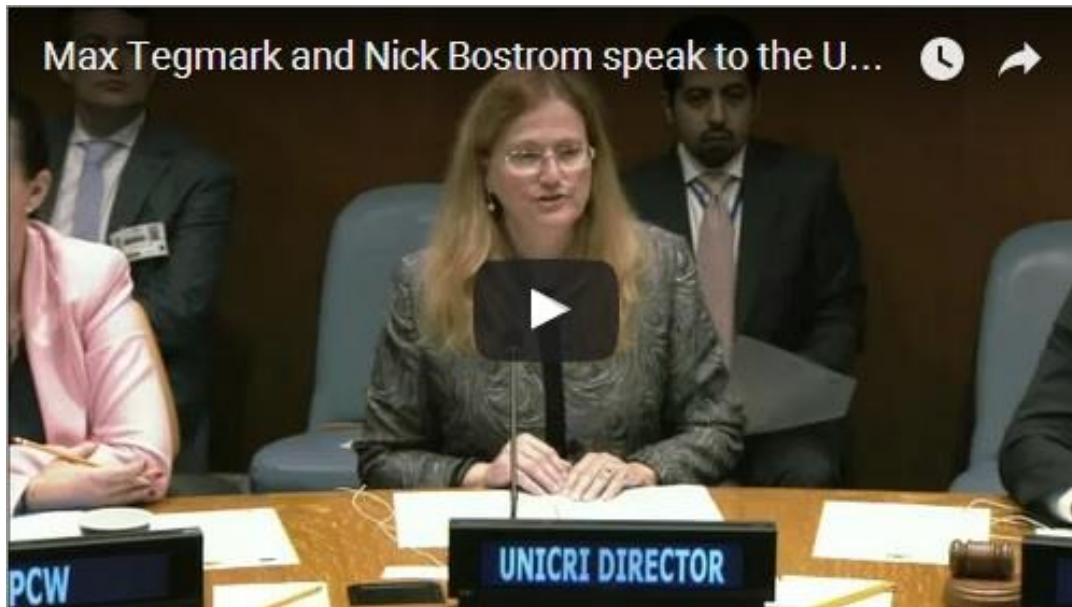 Max Tegmark and Nick Bostrom speak to the U...
PCW
UNICRI DIRECTOR